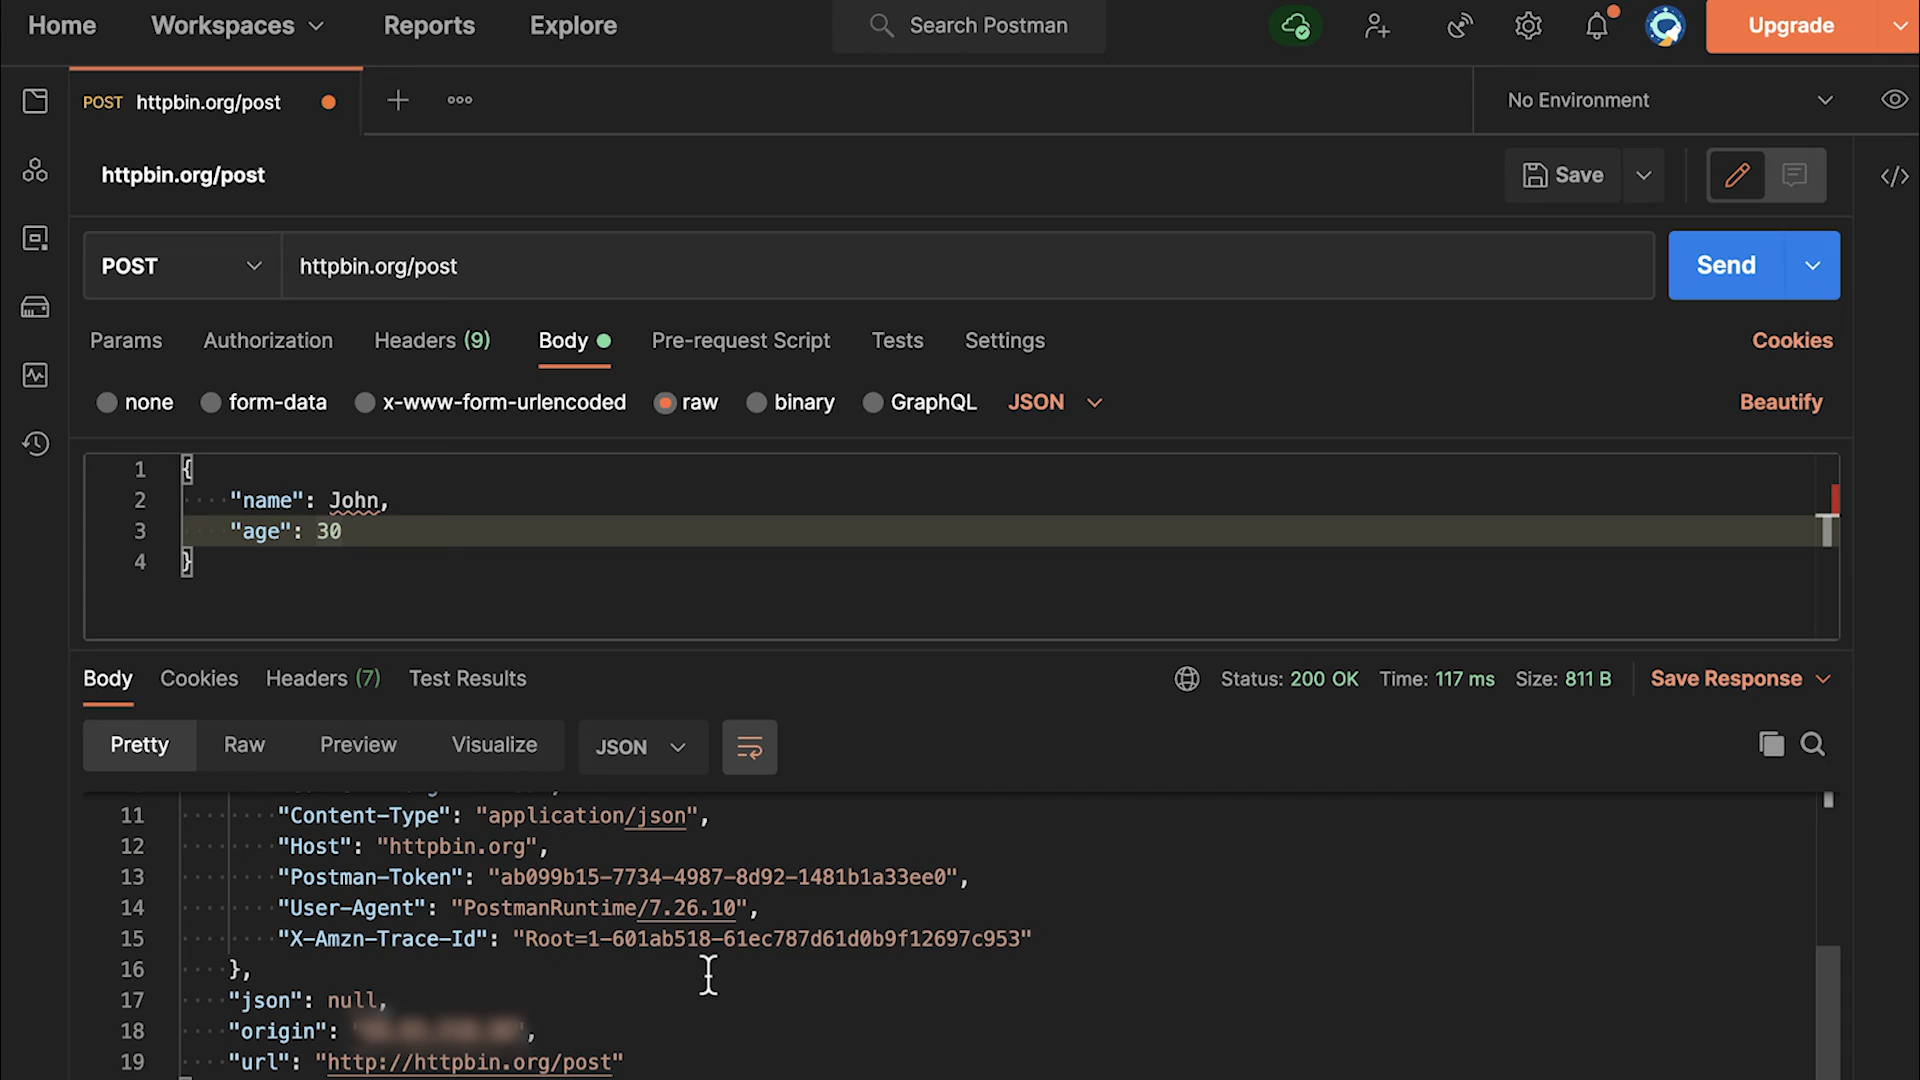 Home Workspaces Reports Explore Search Postman Upgrade
POST httpbin.org/post No Environment
httpbin.org/post Save
POST httpbin.org/post Send
Params Authorization Headers (9) Body Pre-request Script Tests Settings Cookies
none form-data x-www-form-urlencoded raw binary GraphQL JSON Beautify
1 {
2 "name": John,
3 "age": 30
4 }
Body Cookies Headers (7) Test Results Status: 200 OK Time: 117 ms Size: 811 B Save Response
Pretty Raw Preview Visualize JSON
11 "Content-Type": "application/json",
12 "Host": "httpbin.org",
13 "Postman-Token": "ab099b15-7734-4987-8d92-1481b1a33ee0",
14 "User-Agent": "PostmanRuntime/7.26.10",
15 "X-Amzn-Trace-Id": "Root=1-601ab518-61ec787d61d0b9f12697c953"
16 },
17 "json": null,
18 "origin": ,
19 "url": "http://httpbin.org/post"